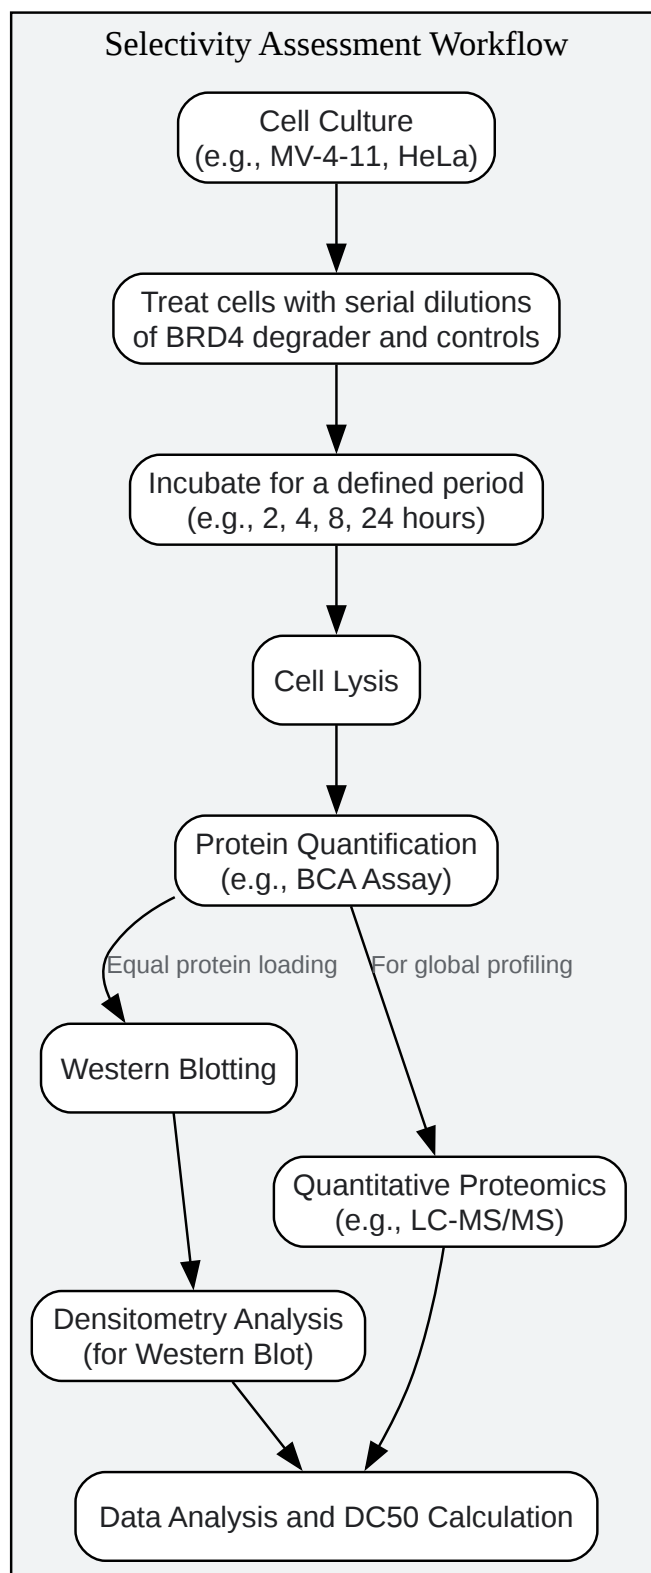 Selectivity Assessment Workflow
Cell Culture
(e.g., MV-4-11, HeLa)
Treat cells with serial dilutions
of BRD4 degrader and controls
Incubate for a defined period
(e.g., 2, 4, 8, 24 hours)
Cell Lysis
Protein Quantification
(e.g., BCA Assay)
Equal protein loading
For global profiling
Western Blotting
Quantitative Proteomics
(e.g., LC-MS/MS)
Densitometry Analysis
(for Western Blot)
Data Analysis and DC50 Calculation